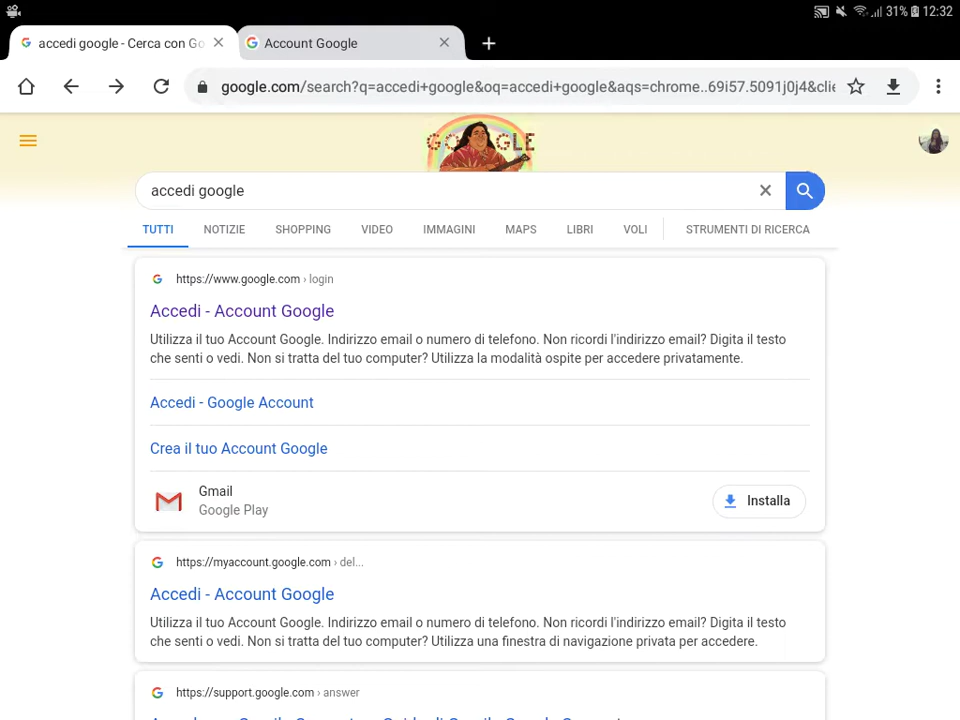 31% 12:32
accedi google - Cerca con Go
Account Google
google.com/search?q=accedi+google&oq=accedi+google&aqs=chrome..69i57.5091j0j4&clie
GOOGLE
accedi google
TUTTI NOTIZIE SHOPPING VIDEO IMMAGINI MAPS LIBRI VOLI STRUMENTI DI RICERCA
https://www.google.com › login
Accedi - Account Google
Utilizza il tuo Account Google. Indirizzo email o numero di telefono. Non ricordi l'indirizzo email? Digita il testo
che senti o vedi. Non si tratta del tuo computer? Utilizza la modalità ospite per accedere privatamente.
Accedi - Google Account
Crea il tuo Account Google
Gmail
Google Play
Installa
https://myaccount.google.com › del...
Accedi - Account Google
Utilizza il tuo Account Google. Indirizzo email o numero di telefono. Non ricordi l'indirizzo email? Digita il testo
che senti o vedi. Non si tratta del tuo computer? Utilizza una finestra di navigazione privata per accedere.
https://support.google.com › answer